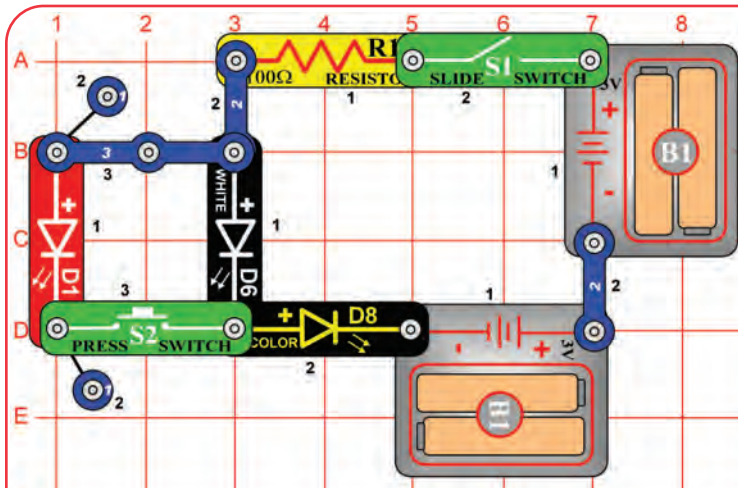 1 2 3 4 5 6 7 8
A
R1
100Ω RESISTO
1
SLIDE S1 SWITCH
2
3V
+
-
B1
1
2 1
2 2
B
3
3
+
D1
1
WHITE
+
D6
1
C
2 2
D
3
PRESS S2 SWITCH
2
COLOR + D8
2
1
- +
3V
B1
E